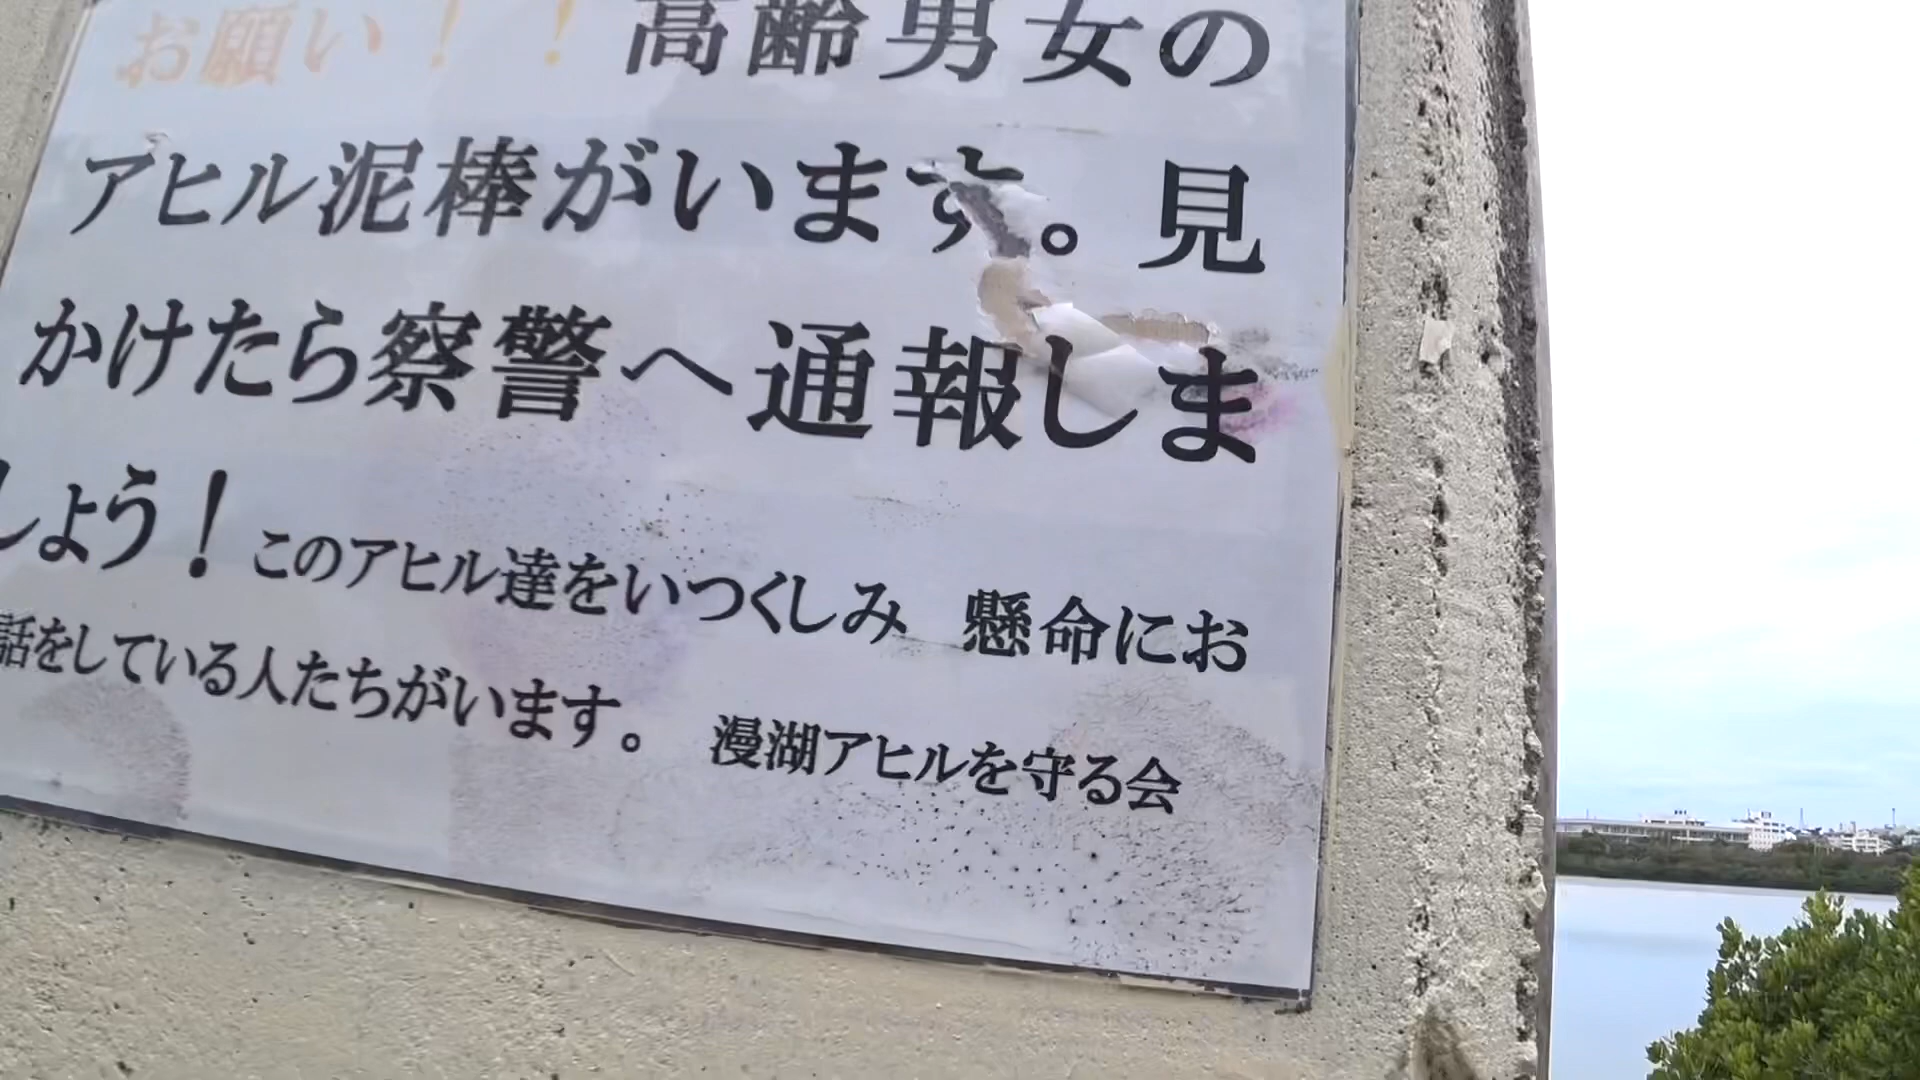 お願い！！高齢男女の
アヒル泥棒がいます。見
かけたら察警へ通報しま
しょう！このアヒル達をいつくしみ 懸命にお
話をしている人たちがいます。 漫湖アヒルを守る会